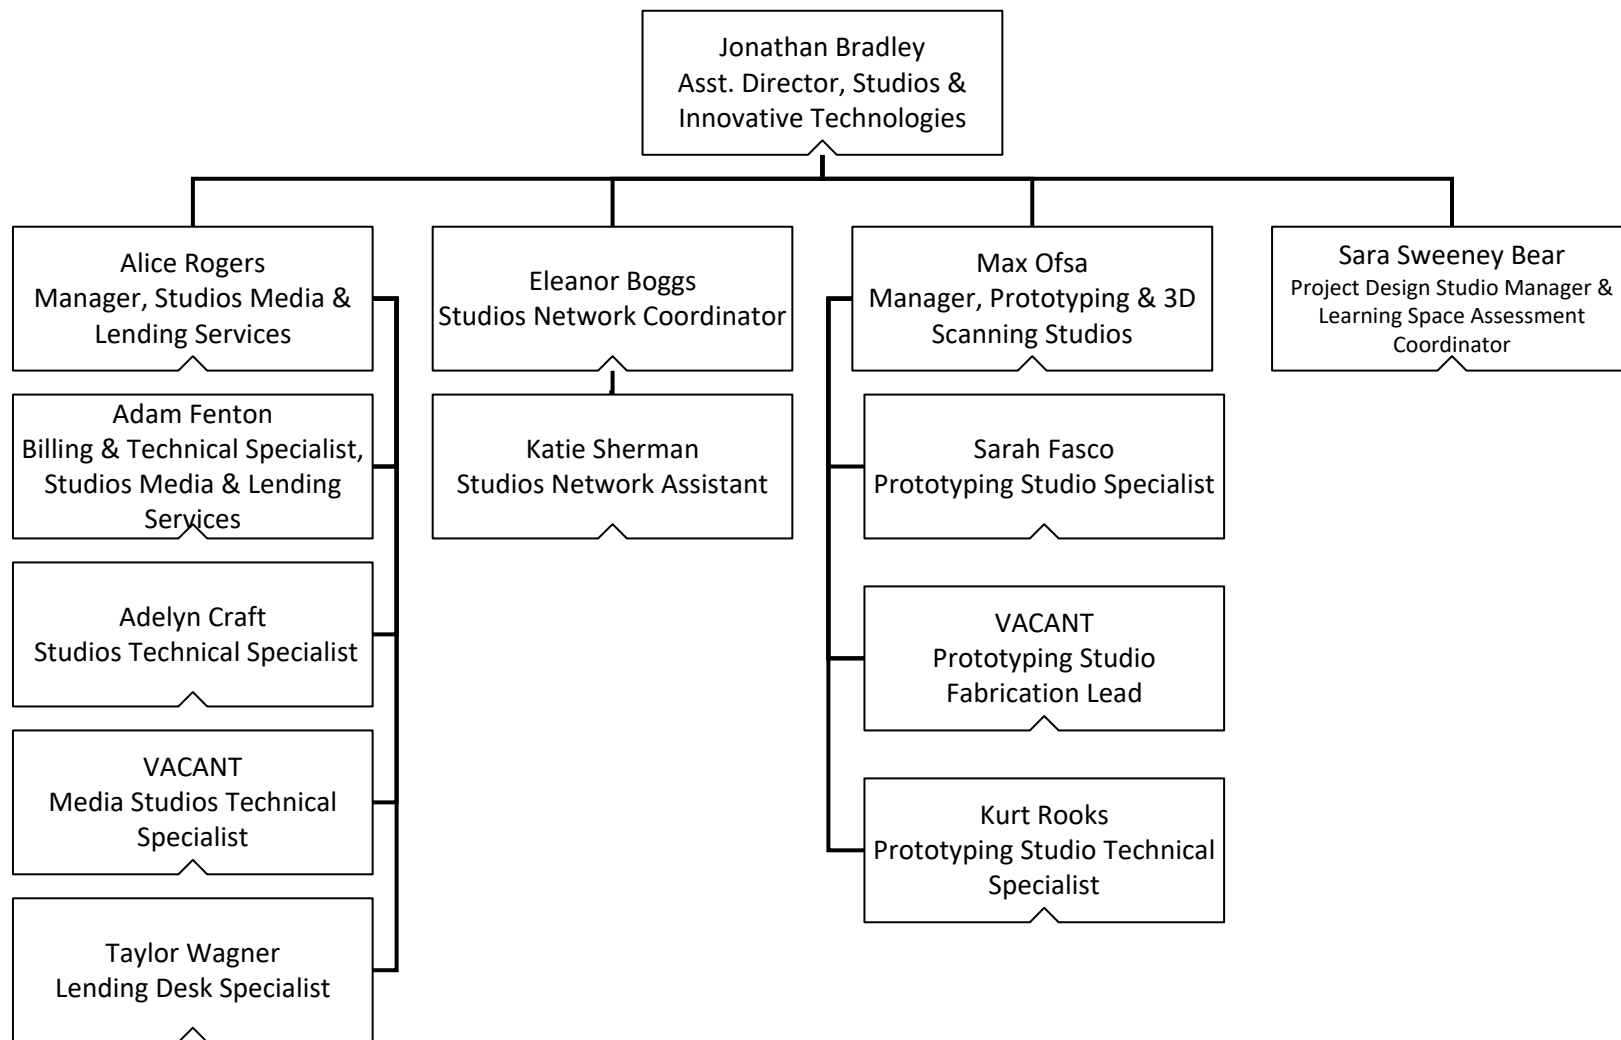 Jonathan Bradley
Asst. Director, Studios &
Innovative Technologies
Alice Rogers
Manager, Studios Media &
Lending Services
Eleanor Boggs
Studios Network Coordinator
Max Ofsa
Manager, Prototyping & 3D
Scanning Studios
Sara Sweeney Bear
Project Design Studio Manager &
Learning Space Assessment
Coordinator
Adam Fenton
Billing & Technical Specialist,
Studios Media & Lending
Services
Katie Sherman
Studios Network Assistant
Sarah Fasco
Prototyping Studio Specialist
Adelyn Craft
Studios Technical Specialist
VACANT
Prototyping Studio
Fabrication Lead
VACANT
Media Studios Technical
Specialist
Kurt Rooks
Prototyping Studio Technical
Specialist
Taylor Wagner
Lending Desk Specialist